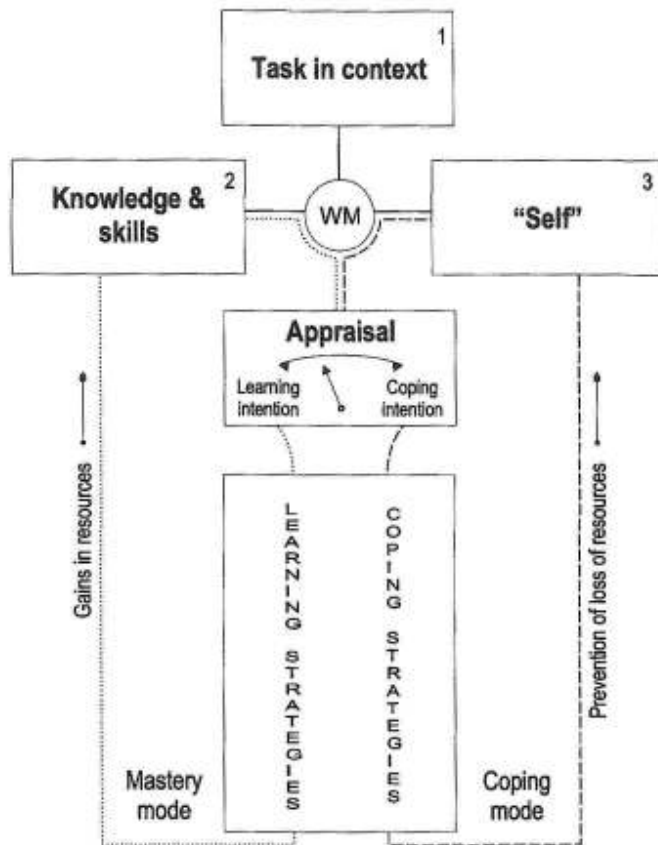 1
Task in context
2
Knowledge &
skills
WM
3
“Self”
Appraisal
Learning
intention
Coping
intention
Gains in resources
LEARNING STRATEGIES
COPING STRATEGIES
Prevention of loss of resources
Mastery
mode
Coping
mode